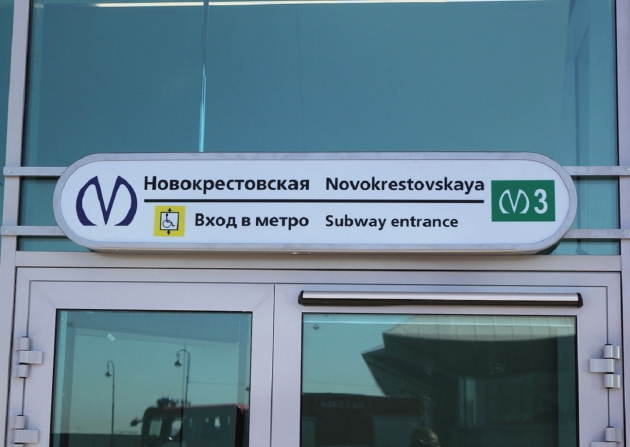 Новокрестовская Novokrestovskaya
Вход в метро Subway entrance
М 3